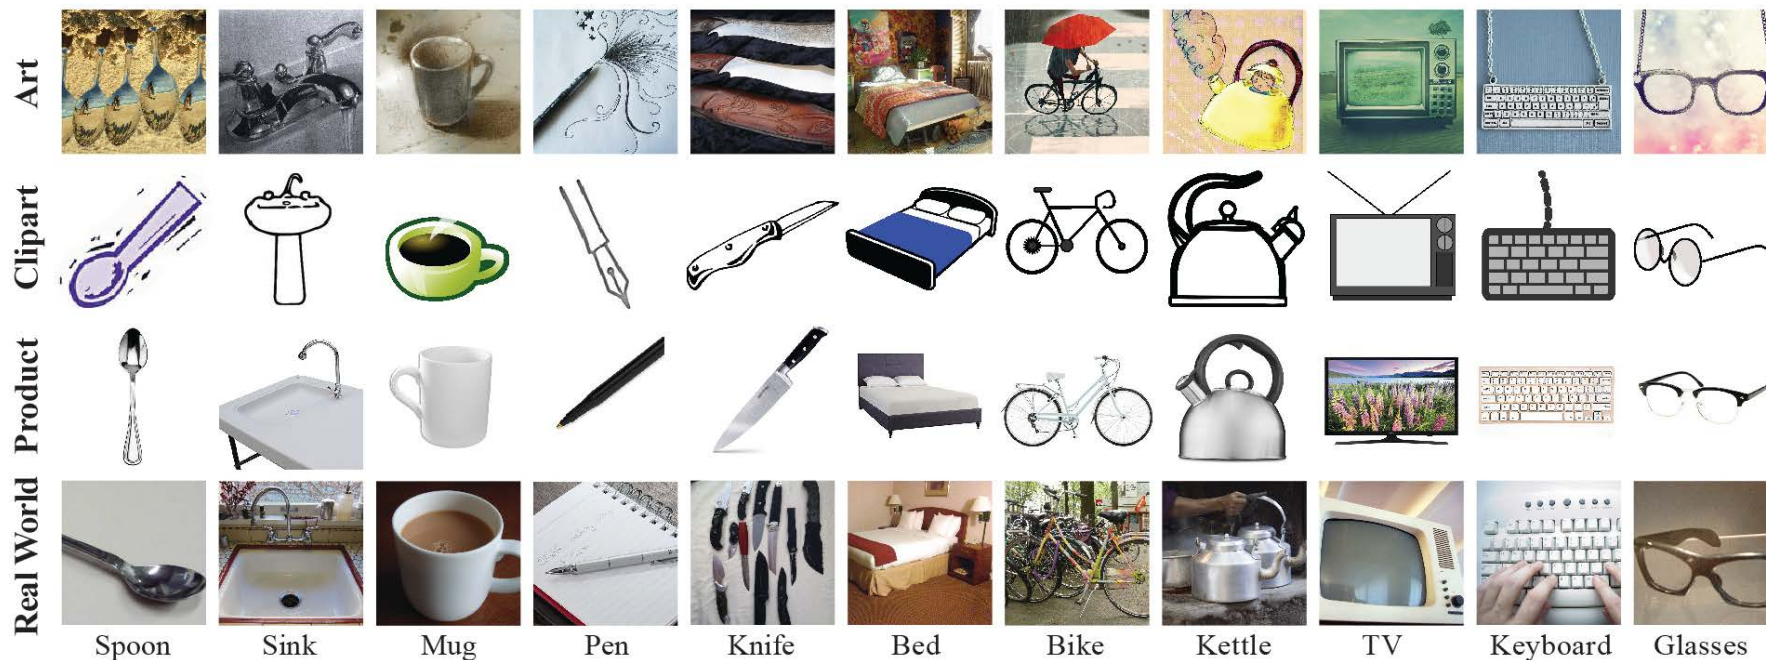 Art
Clipart
Product
Real World
Spoon Sink Mug Pen Knife Bed Bike Kettle TV Keyboard Glasses